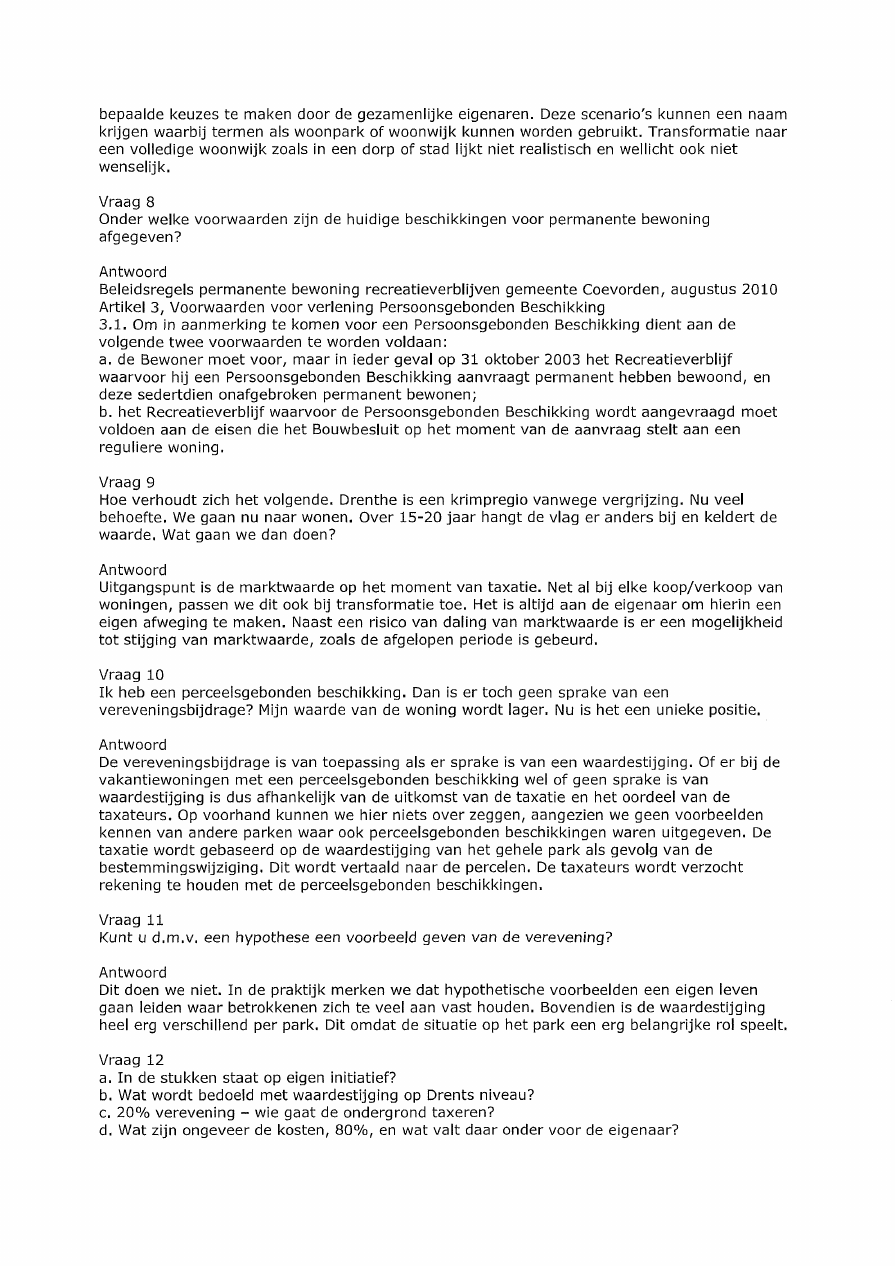 bepaalde keuzes te maken door de gezamenlijke eigenaren. Deze scenario's kunnen een naam
krijgen waarbij termen als woonpark of woonwijk kunnen worden gebruikt. Transformatie naar
een volledige woonwijk zoals in een dorp of stad lijkt niet realistisch en wellicht ook niet
wenselijk.
Vraag 8
Onder welke voorwaarden zijn de huidige beschikkingen voor permanente bewoning
afgegeven?
Antwoord
Beleidsregels permanente bewoning recreatieverblijven gemeente Coevorden, augustus 2010
Artikel 3, Voorwaarden voor verlening Persoonsgebonden Beschikking
3.1. Om in aanmerking te komen voor een Persoonsgebonden Beschikking dient aan de
volgende twee voorwaarden te worden voldaan:
a. de Bewoner moet voor, maar in ieder geval op 31 oktober 2003 het Recreatieverblijf
waarvoor hij een Persoonsgebonden Beschikking aanvraagt permanent hebben bewoond, en
deze sedertdien onafgebroken permanent bewonen;
b. het Recreatieverblijf waarvoor de Persoonsgebonden Beschikking wordt aangevraagd moet
voldoen aan de eisen die het Bouwbesluit op het moment van de aanvraag stelt aan een
reguliere woning.
Vraag 9
Hoe verhoudt zich het volgende. Drenthe is een krimpregio vanwege vergrijzing. Nu veel
behoefte. We gaan nu naar wonen. Over 15-20 jaar hangt de vlag er anders bij en keldert de
waarde. Wat gaan we dan doen?
Antwoord
Uitgangspunt is de marktwaarde op het moment van taxatie. Net al bij elke koop/verkoop van
woningen, passen we dit ook bij transformatie toe. Het is altijd aan de eigenaar om hierin een
eigen afweging te maken. Naast een risico van daling van marktwaarde is er een mogelijkheid
tot stijging van marktwaarde, zoals de afgelopen periode is gebeurd.
Vraag 10
Ik heb een perceelsgebonden beschikking. Dan is er toch geen sprake van een
vereveningsbijdrage? Mijn waarde van de woning wordt lager. Nu is het een unieke positie.
Antwoord
De vereveningsbijdrage is van toepassing als er sprake is van een waardestijging. Of er bij de
vakantiewoningen met een perceelsgebonden beschikking wel of geen sprake is van
waardestijging is dus afhankelijk van de uitkomst van de taxatie en het oordeel van de
taxateurs. Op voorhand kunnen we hier niets over zeggen, aangezien we geen voorbeelden
kennen van andere parken waar ook perceelsgebonden beschikkingen waren uitgegeven. De
taxatie wordt gebaseerd op de waardestijging van het gehele park als gevolg van de
bestemmingswijziging. Dit wordt vertaald naar de percelen. De taxateurs wordt verzocht
rekening te houden met de perceelsgebonden beschikkingen.
Vraag 11
Kunt u d.m.v. een hypothese een voorbeeld geven van de verevening?
Antwoord
Dit doen we niet. In de praktijk merken we dat hypothetische voorbeelden een eigen leven
gaan leiden waar betrokkenen zich te veel aan vast houden. Bovendien is de waardestijging
heel erg verschillend per park. Dit omdat de situatie op het park een erg belangrijke rol speelt.
Vraag 12
a. In de stukken staat op eigen initiatief?
b. Wat wordt bedoeld met waardestijging op Drents niveau?
c. 20% verevening – wie gaat de ondergrond taxeren?
d. Wat zijn ongeveer de kosten, 80%, en wat valt daar onder voor de eigenaar?